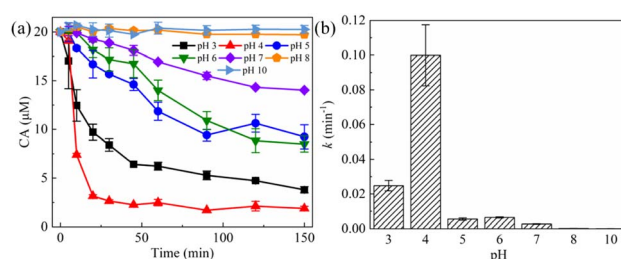 (a)
25
20
15
10
5
0
CA (μM)
pH 3 pH 4 pH 5
pH 6 pH 7 pH 8
pH 10
0 50 100 150
Time (min)
(b)
0.12
0.10
0.08
0.06
0.04
0.02
0.00
k (min⁻¹)
3 4 5 6 7 8 10
pH